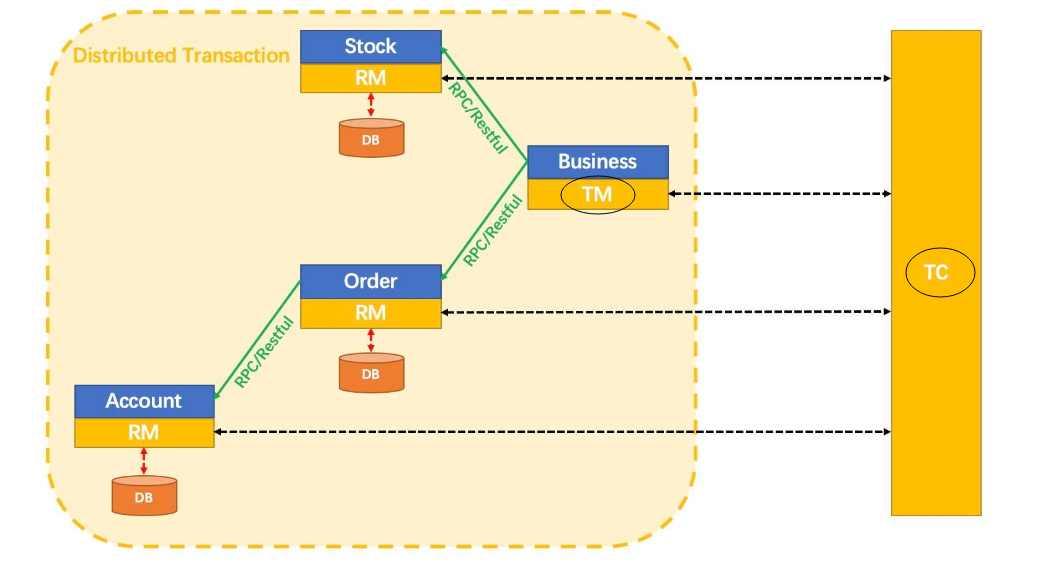 Distributed Transaction
Stock
RM
DB
RPC/Restful
Business
TM
RPC/Restful
Order
RM
DB
RPC/Restful
Account
RM
DB
TC